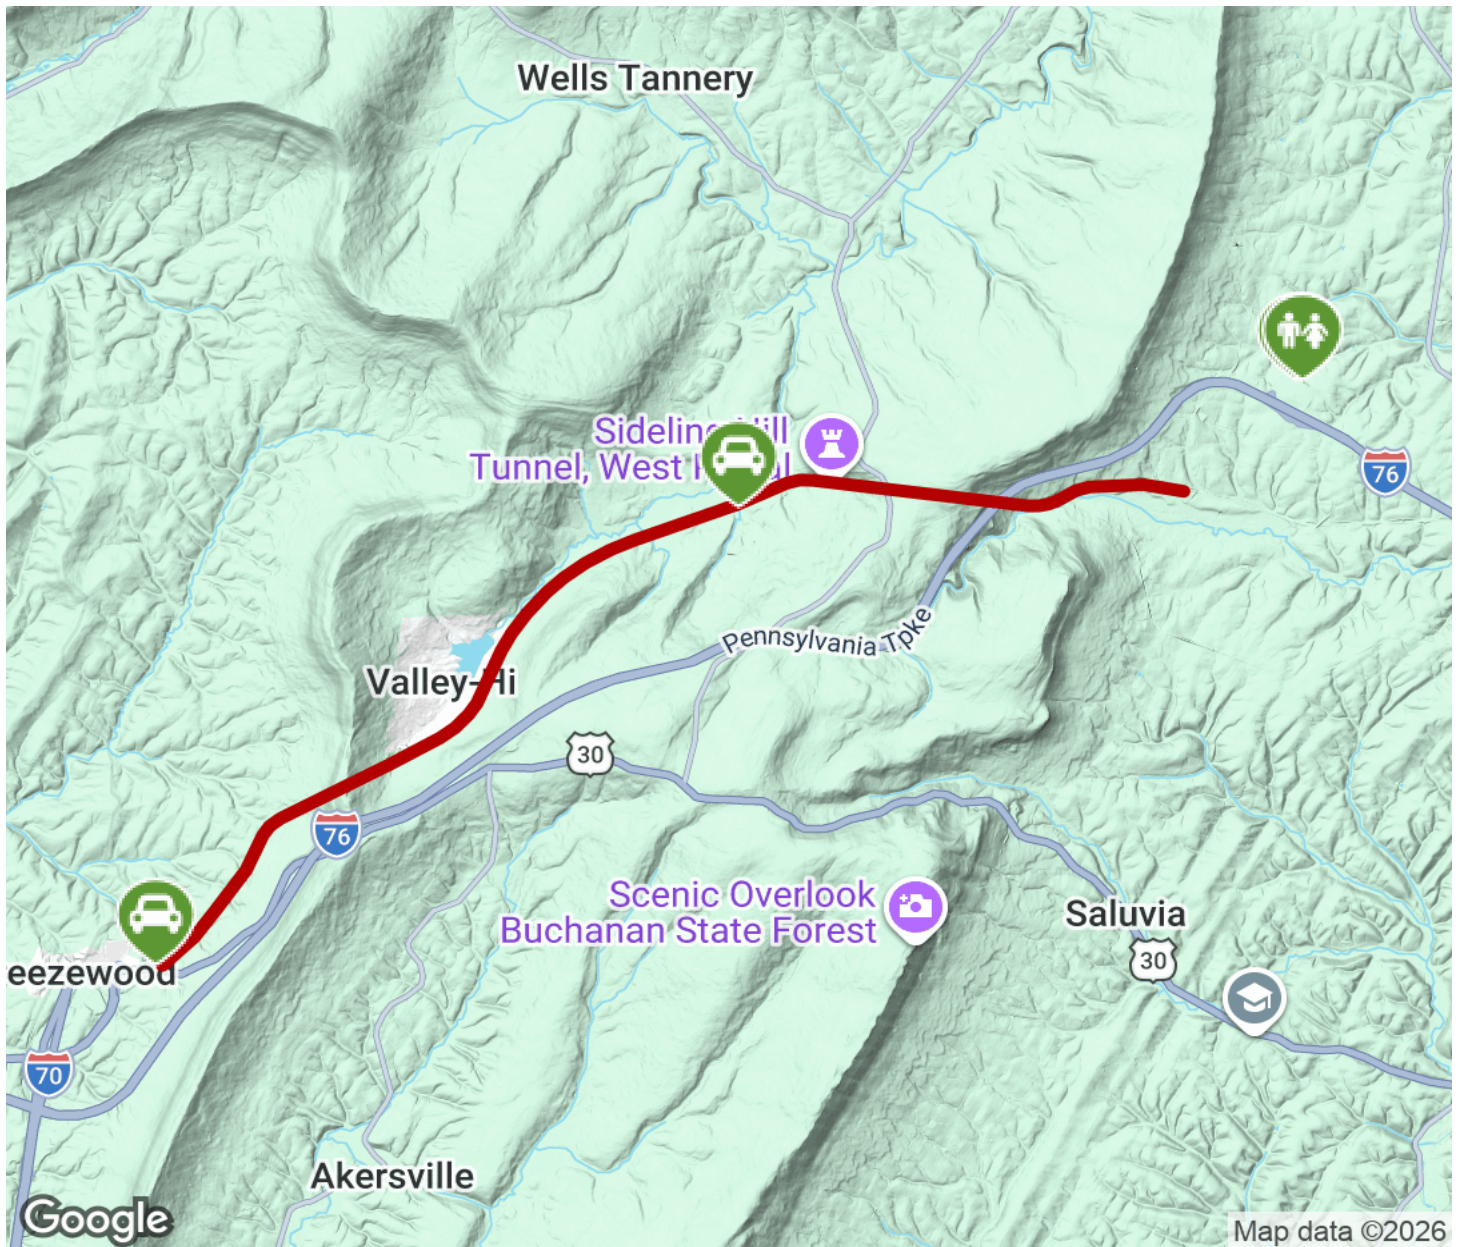 Wells Tannery
Sideling Hill
Tunnel, West
76
Pennsylvania Tpke
Valley-Hi
30
76
Scenic Overlook
Buchanan State Forest
Saluvia
30
eezewood
70
Akersville
Google
Map data ©2026